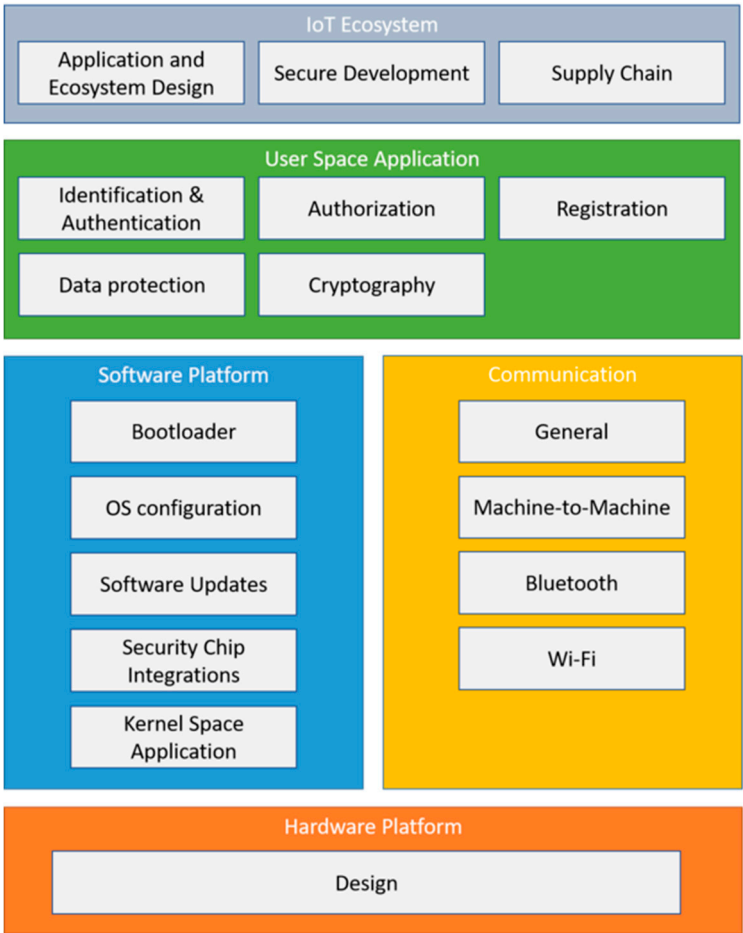 IoT Ecosystem
Application and
Ecosystem Design
Secure Development
Supply Chain
User Space Application
Identification &
Authentication
Authorization
Registration
Data protection
Cryptography
Software Platform
Bootloader
OS configuration
Software Updates
Security Chip
Integrations
Kernel Space
Application
Communication
General
Machine-to-Machine
Bluetooth
Wi-Fi
Hardware Platform
Design